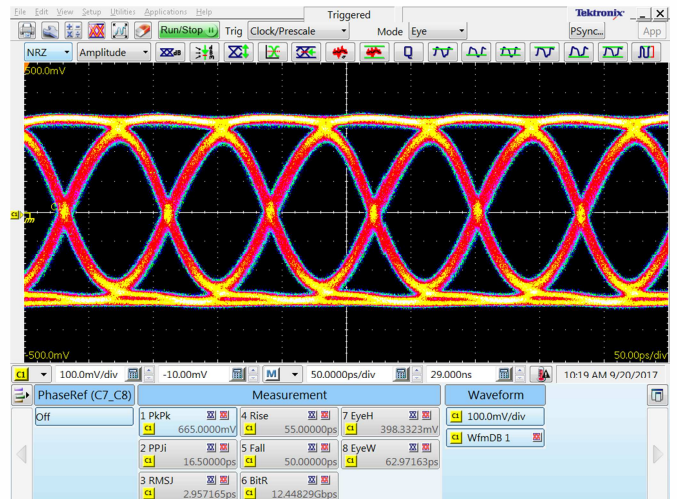 File Edit View Setup Utilities Applications Help
Triggered
Tektronix
Run/Stop
Trig
Clock/Prescale
Mode
Eye
PSync...
App
NRZ
Amplitude
500.0mV
C1
-500.0mV
50.00ps/div
C1
100.0mV/div
-10.00mV
M
50.0000ps/div
29.000ns
10:19 AM 9/20/2017
PhaseRef (C7_C8)
Measurement
Waveform
Off
1 PkPk
C1 665.0000mV
4 Rise
C1 55.00000ps
7 EyeH
C1 398.3323mV
C1 100.0mV/div
2 PPJi
C1 16.50000ps
5 Fall
C1 50.00000ps
8 EyeW
C1 62.97163ps
C1 WfmDB 1
3 RMSJ
C1 2.957165ps
6 BitR
C1 12.44829Gbps